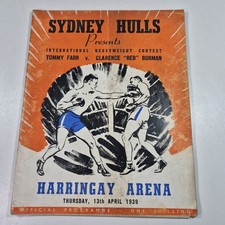 SYDNEY HULLS
Presents
INTERNATIONAL HEAVYWEIGHT CONTEST
TOMMY FARR v. CLARENCE "RED" BURMAN
HARRINGAY ARENA
THURSDAY, 13th APRIL 1939
OFFICIAL PROGRAMME ONE SHILLING